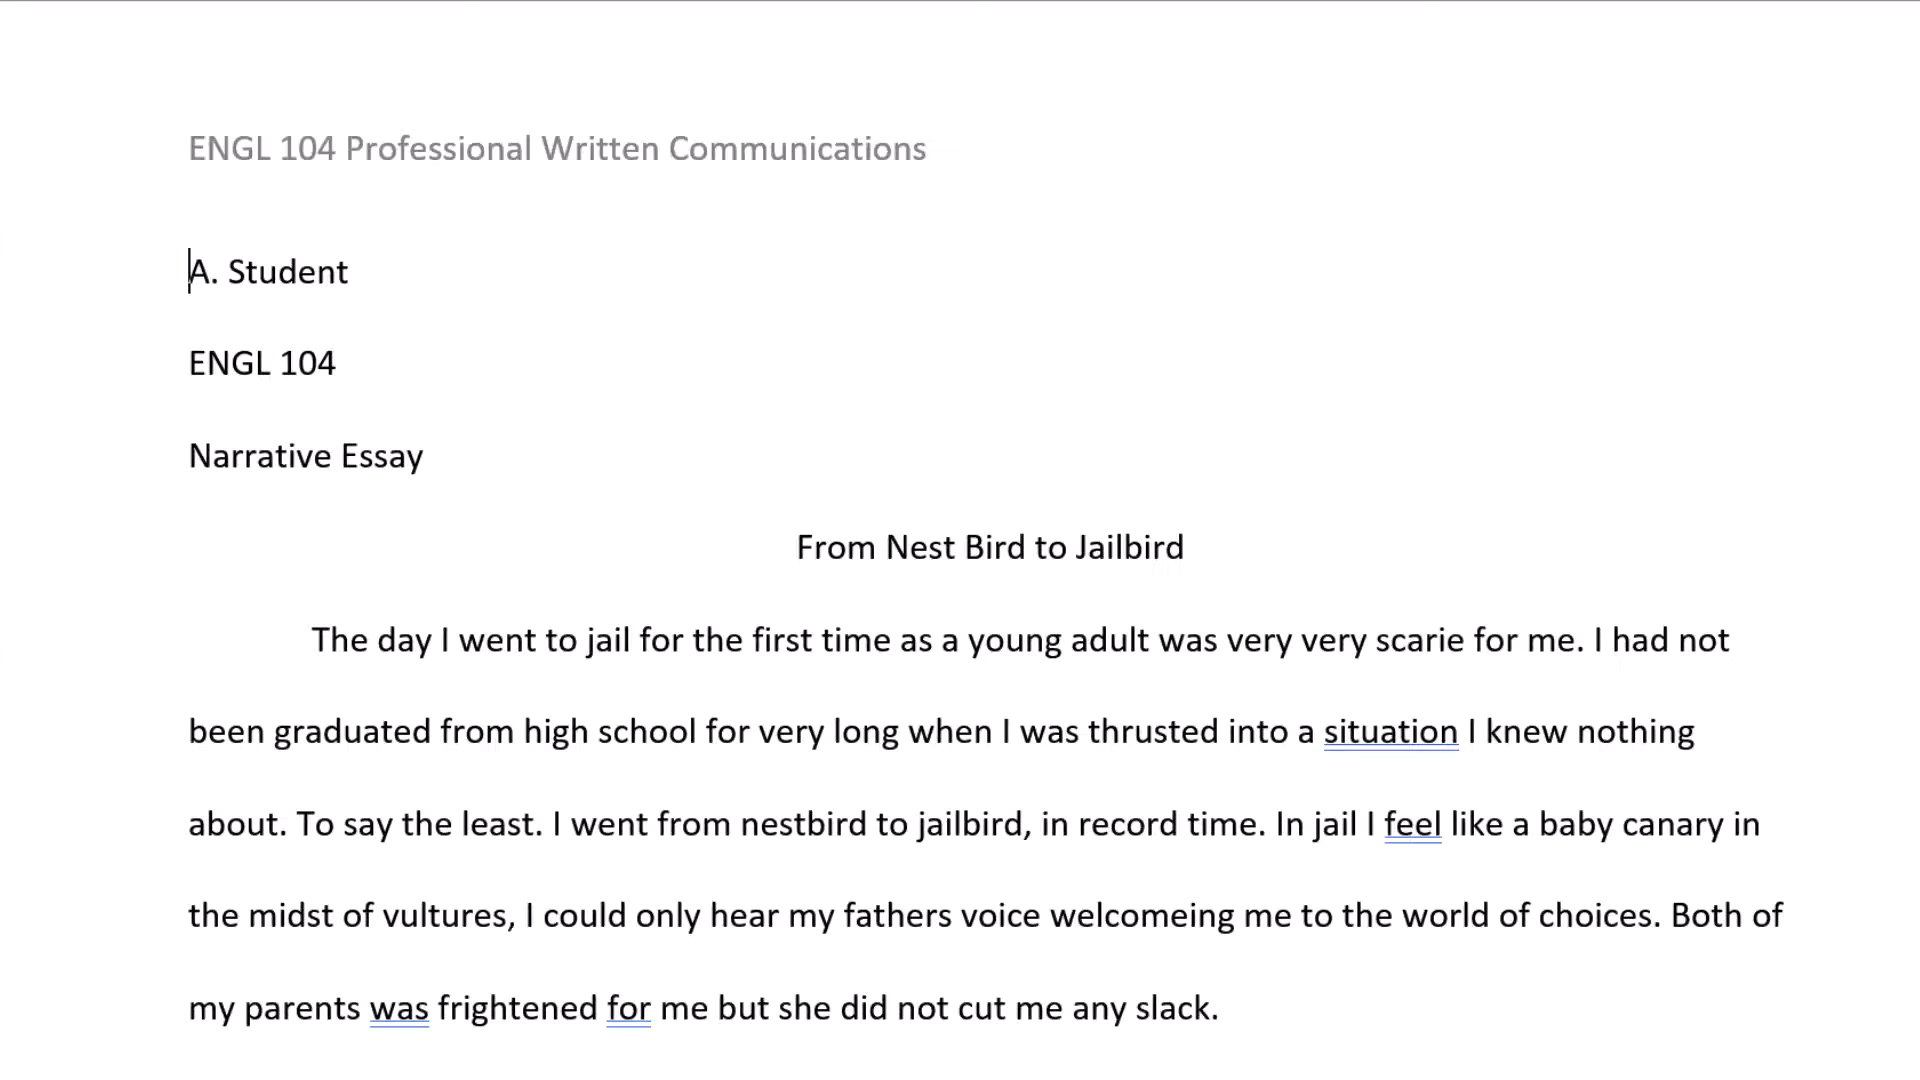 ENGL 104 Professional Written Communications
A. Student
ENGL 104
Narrative Essay
From Nest Bird to Jailbird
The day I went to jail for the first time as a young adult was very very scarie for me. I had not
been graduated from high school for very long when I was thrusted into a situation I knew nothing
about. To say the least. I went from nestbird to jailbird, in record time. In jail I feel like a baby canary in
the midst of vultures, I could only hear my fathers voice welcomeing me to the world of choices. Both of
my parents was frightened for me but she did not cut me any slack.